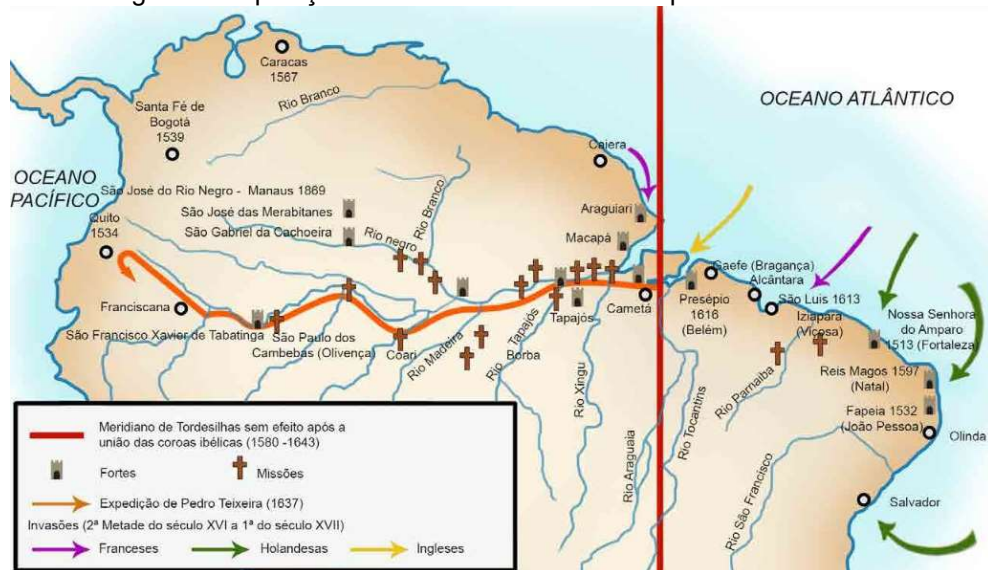 OCEANO ATLÂNTICO
Caracas
1567
Rio Branco
Santa Fé de
Bogotá
1539
Caiera
OCEANO
PACÍFICO
São José do Rio Negro - Manaus 1869
São José das Merabitanes
São Gabriel da Cachoeira
Rio negro
Rio Branco
Araguiari
Macapá
Quito
1534
Franciscana
São Francisco Xavier de Tabatinga
São Paulo dos
Cambebas (Olivença)
Coari
Rio Madeira
Borba
Rio Tapajós
Tapajós
Cametá
Presépio
1616
(Belém)
Saefe (Bragança)
Alcântara
São Luis 1613
Iziapara
(Viçosa)
Nossa Senhora
do Amparo
1513 (Fortaleza)
Reis Magos 1597
(Natal)
Fapeia 1532
(João Pessoa)
Olinda
Salvador
Rio Xingu
Rio Araguaia
Rio Tocantins
Rio Parnaíba
Rio São Francisco
Meridiano de Tordesilhas sem efeito após a
união das coroas ibélicas (1580 -1643)
Fortes
Missões
Expedição de Pedro Teixeira (1637)
Invasões (2ª Metade do século XVI a 1ª do século XVII)
Franceses
Holandesas
Ingleses